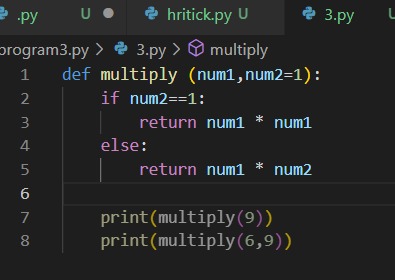 .py U ● hritick.py U 3.py
program3.py > 3.py > multiply
1 def multiply (num1,num2=1):
2     if num2==1:
3         return num1 * num1
4     else:
5         return num1 * num2
6
7     print(multiply(9))
8     print(multiply(6,9))